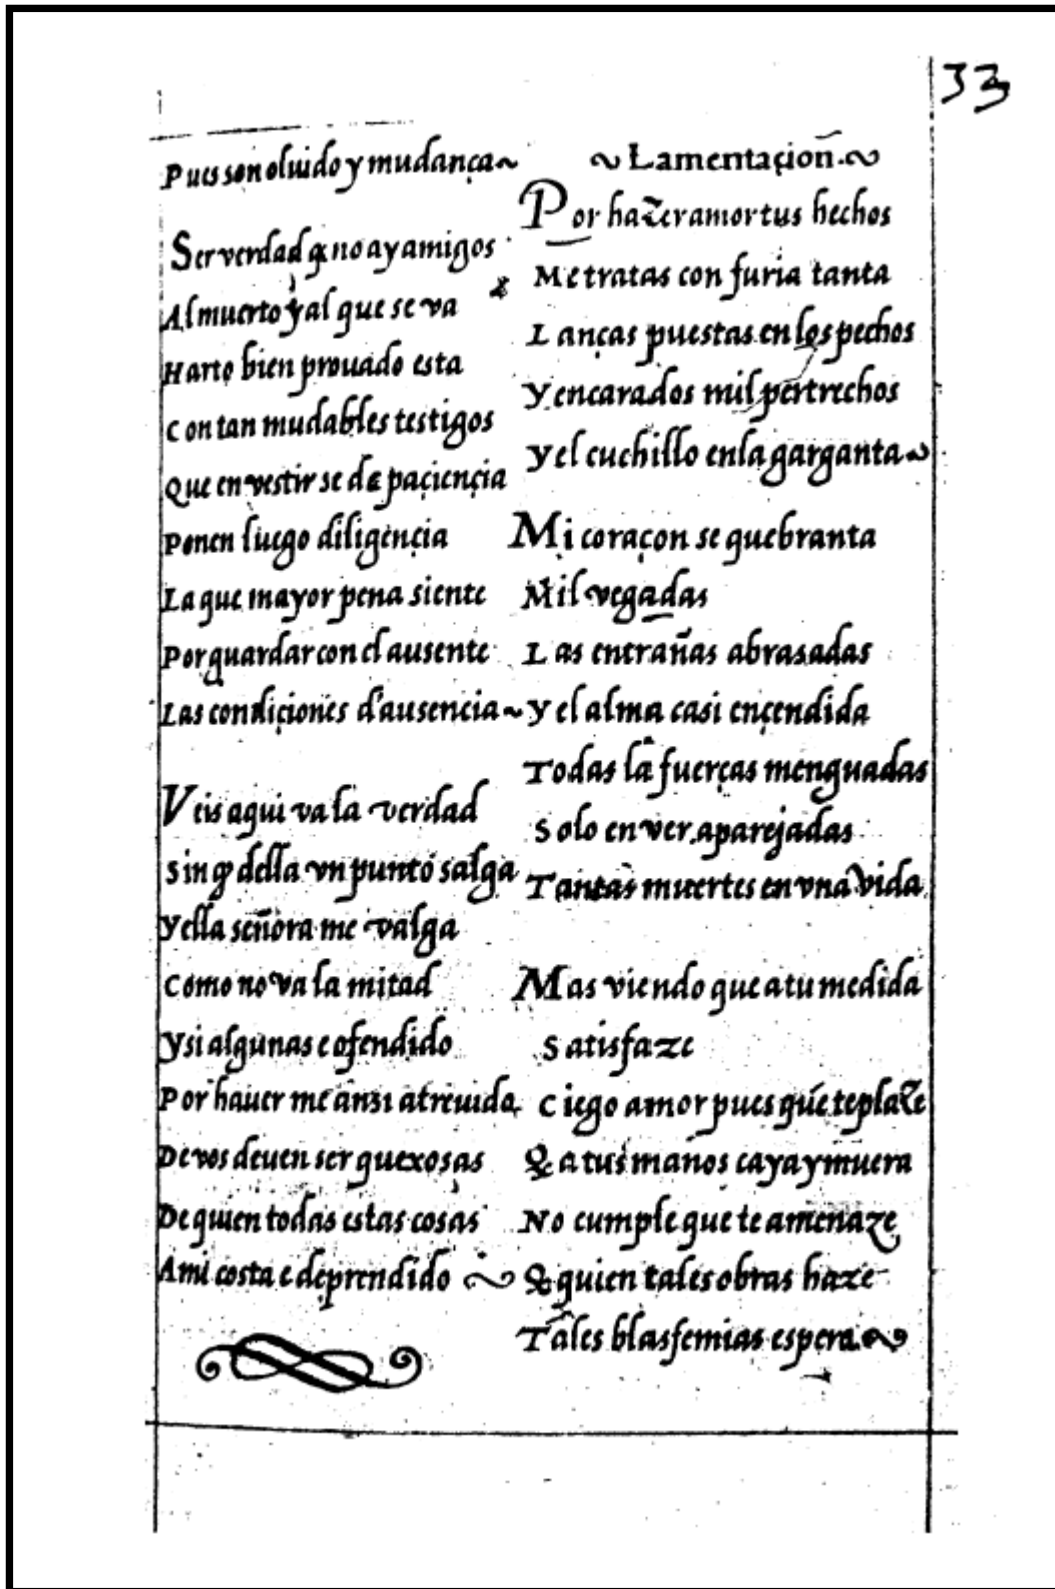 33
Pues son oluido y mudança~
Ser verdad q̃ no ay amigos
Al muerto y al que se va
Harto bien prouado esta
Con tan mudables testigos
Que en vestir se de paçiençia
Ponen luego diligençia
La que mayor pena siente
Por guardar con el ausente
Las condiçiones d'ausencia~
Veis aqui va la verdad
Sin q̃ della vn punto salga
Y ella señora me valga
Como no va la mitad
Y si algunas e ofendido
Por hauer me ansi atreuido
De vos deuen ser quexosas
De quien todas estas cosas
A mi costa e deprendido ~
~Lamentaçion̄.~
Por hazer amor tus hechos
Me tratas con furia tanta
Lanças puestas en los pechos
Y encarados mil pertrechos
Y el cuchillo en la garganta~
Mi coraçon se quebranta
Mil vegadas
Las entrañas abrasadas
Y el alma casi ençendida
Todas la fuerças menguadas
Solo en ver aparejadas
Tantas muertes en vna vida
Mas viendo que a tu medida
Satisfaze
Ciego amor pues que te plaze
Q̃ a tus manos caya y muera
No cumple que te amenaze
Q̃ quien tales obras haze
Tales blasfemias espera~